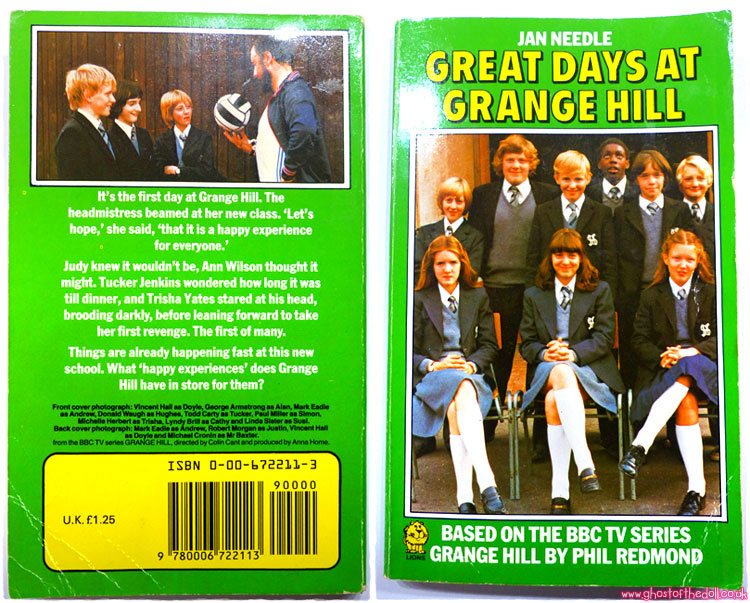 It's the first day at Grange Hill. The
headmistress beamed at her new class. 'Let's
hope,' she said, 'that it is a happy experience
for everyone.'
Judy knew it wouldn't be, Ann Wilson thought it
might. Tucker Jenkins wondered how long it was
till dinner, and Trisha Yates stared at his head,
brooding darkly, before leaning forward to take
her first revenge. The first of many.
Things are already happening fast at this new
school. What 'happy experiences' does Grange
Hill have in store for them?
Front cover photograph: Vincent Hall as Doyle, George Armstrong as Alan, Mark Eadie
as Andrew, Donald Waugh as Hughes, Todd Carty as Tucker, Paul Miller as Simon,
Michelle Herbert as Trisha, Lyndy Brill as Cathy and Linda Slater as Susi.
Back cover photograph: Mark Eadie as Andrew, Robert Morgan as Justin, Vincent Hall
as Doyle and Michael Cronin as Mr Baxter.
from the BBC TV series GRANGE HILL, directed by Colin Cant and produced by Anna Home.
ISBN 0-00-672211-3
90000
U.K. £1.25
9 780006 722113
JAN NEEDLE
GREAT DAYS AT
GRANGE HILL
LIONS
BASED ON THE BBC TV SERIES
GRANGE HILL BY PHIL REDMOND
www.ghostofthedoll.co.uk